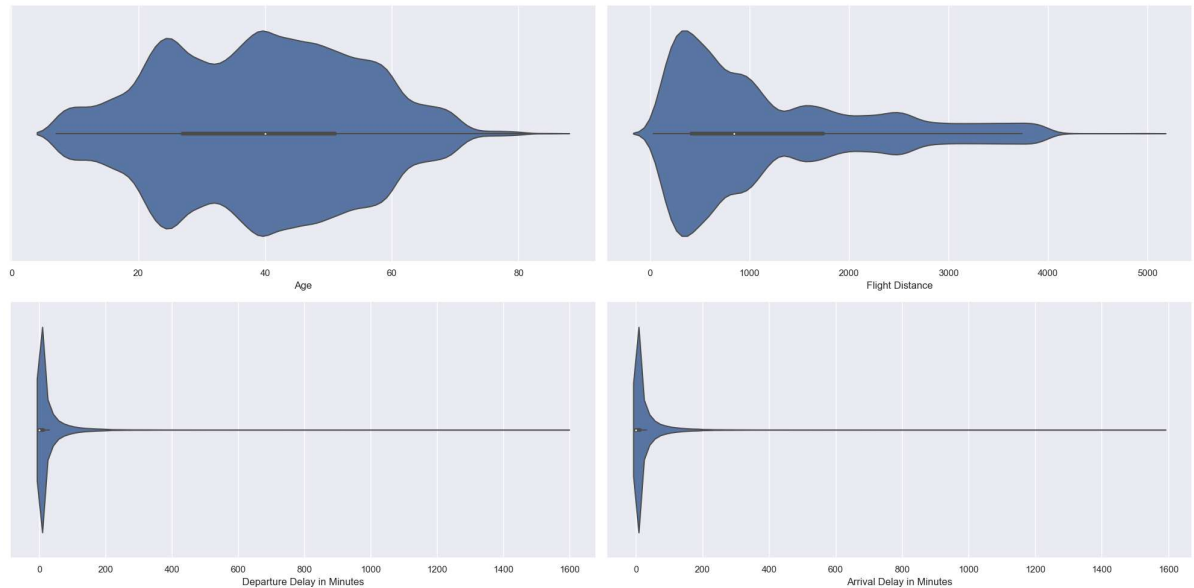 0 20 40 60 80
Age
0 1000 2000 3000 4000 5000
Flight Distance
0 200 400 600 800 1000 1200 1400 1600
Departure Delay in Minutes
0 200 400 600 800 1000 1200 1400 1600
Arrival Delay in Minutes